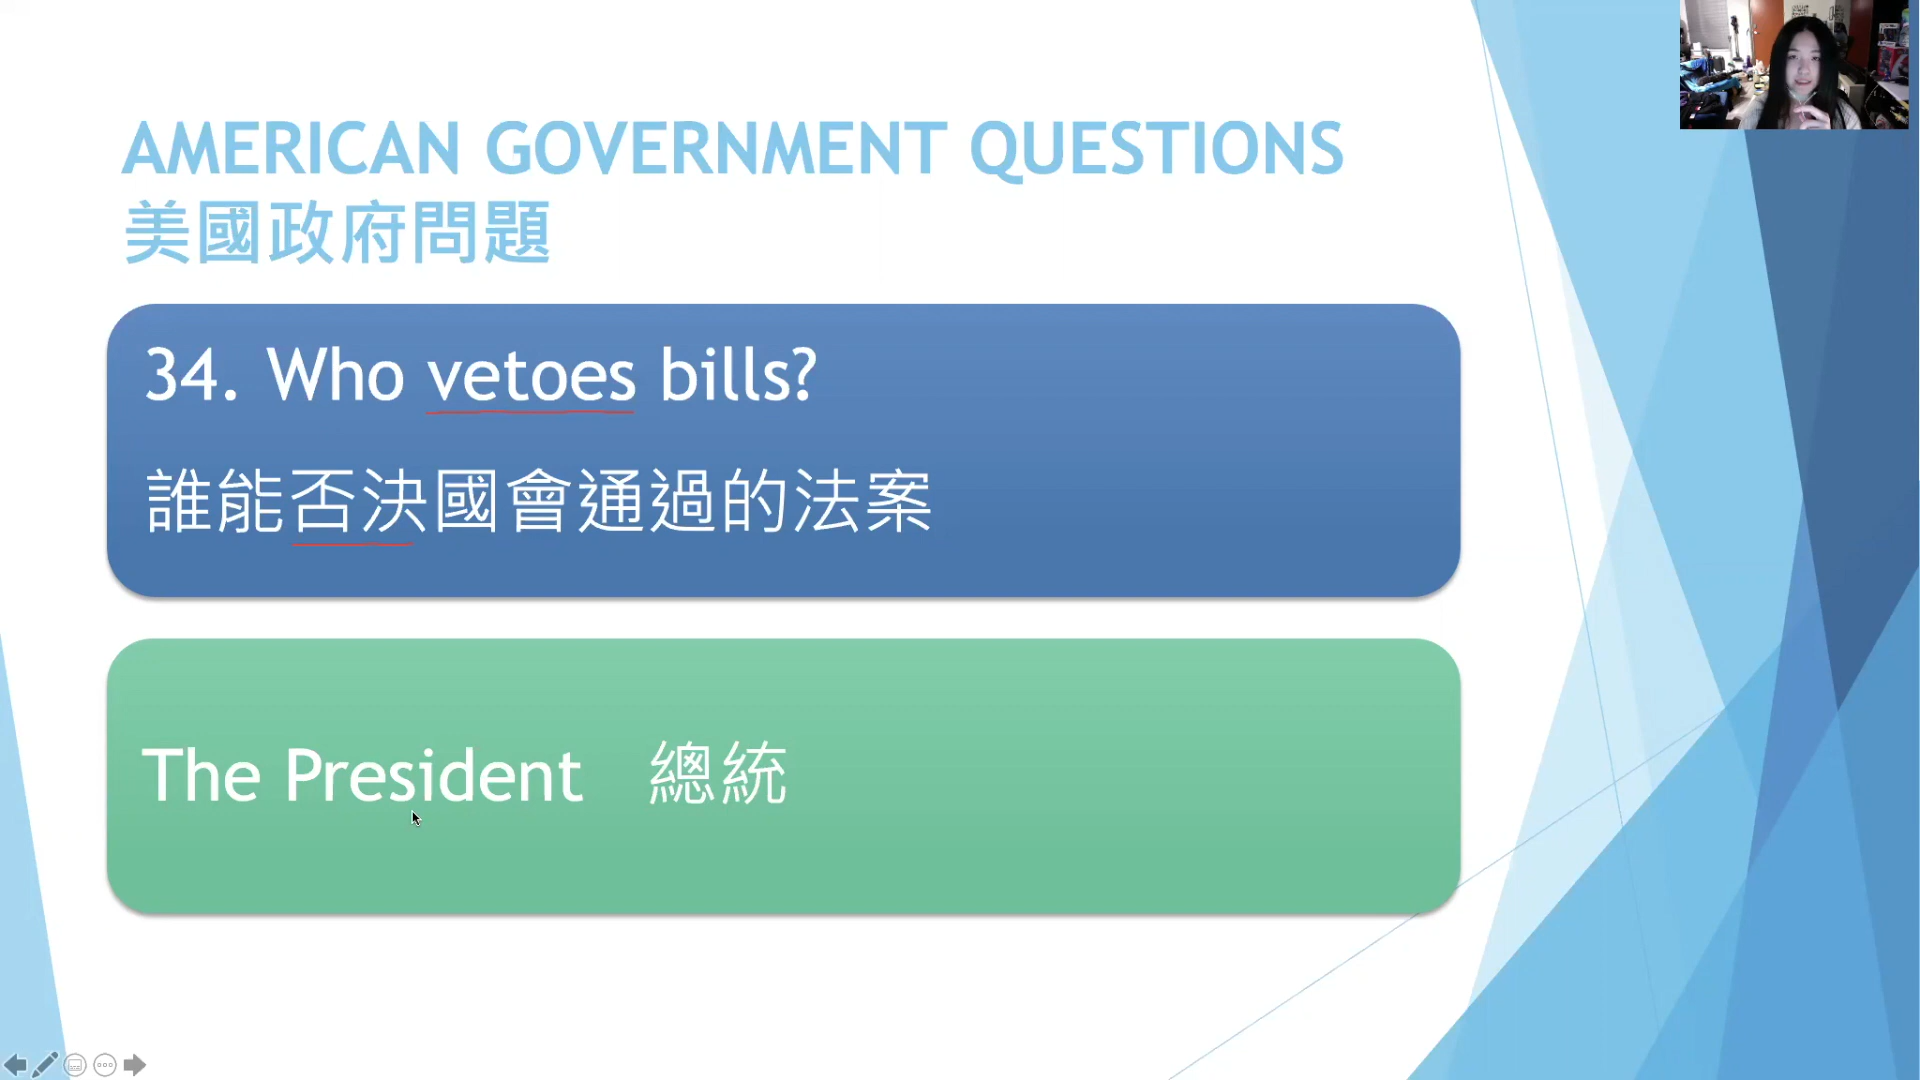 AMERICAN GOVERNMENT QUESTIONS
美國政府問題
34. Who vetoes bills?
誰能否決國會通過的法案
The President 總統